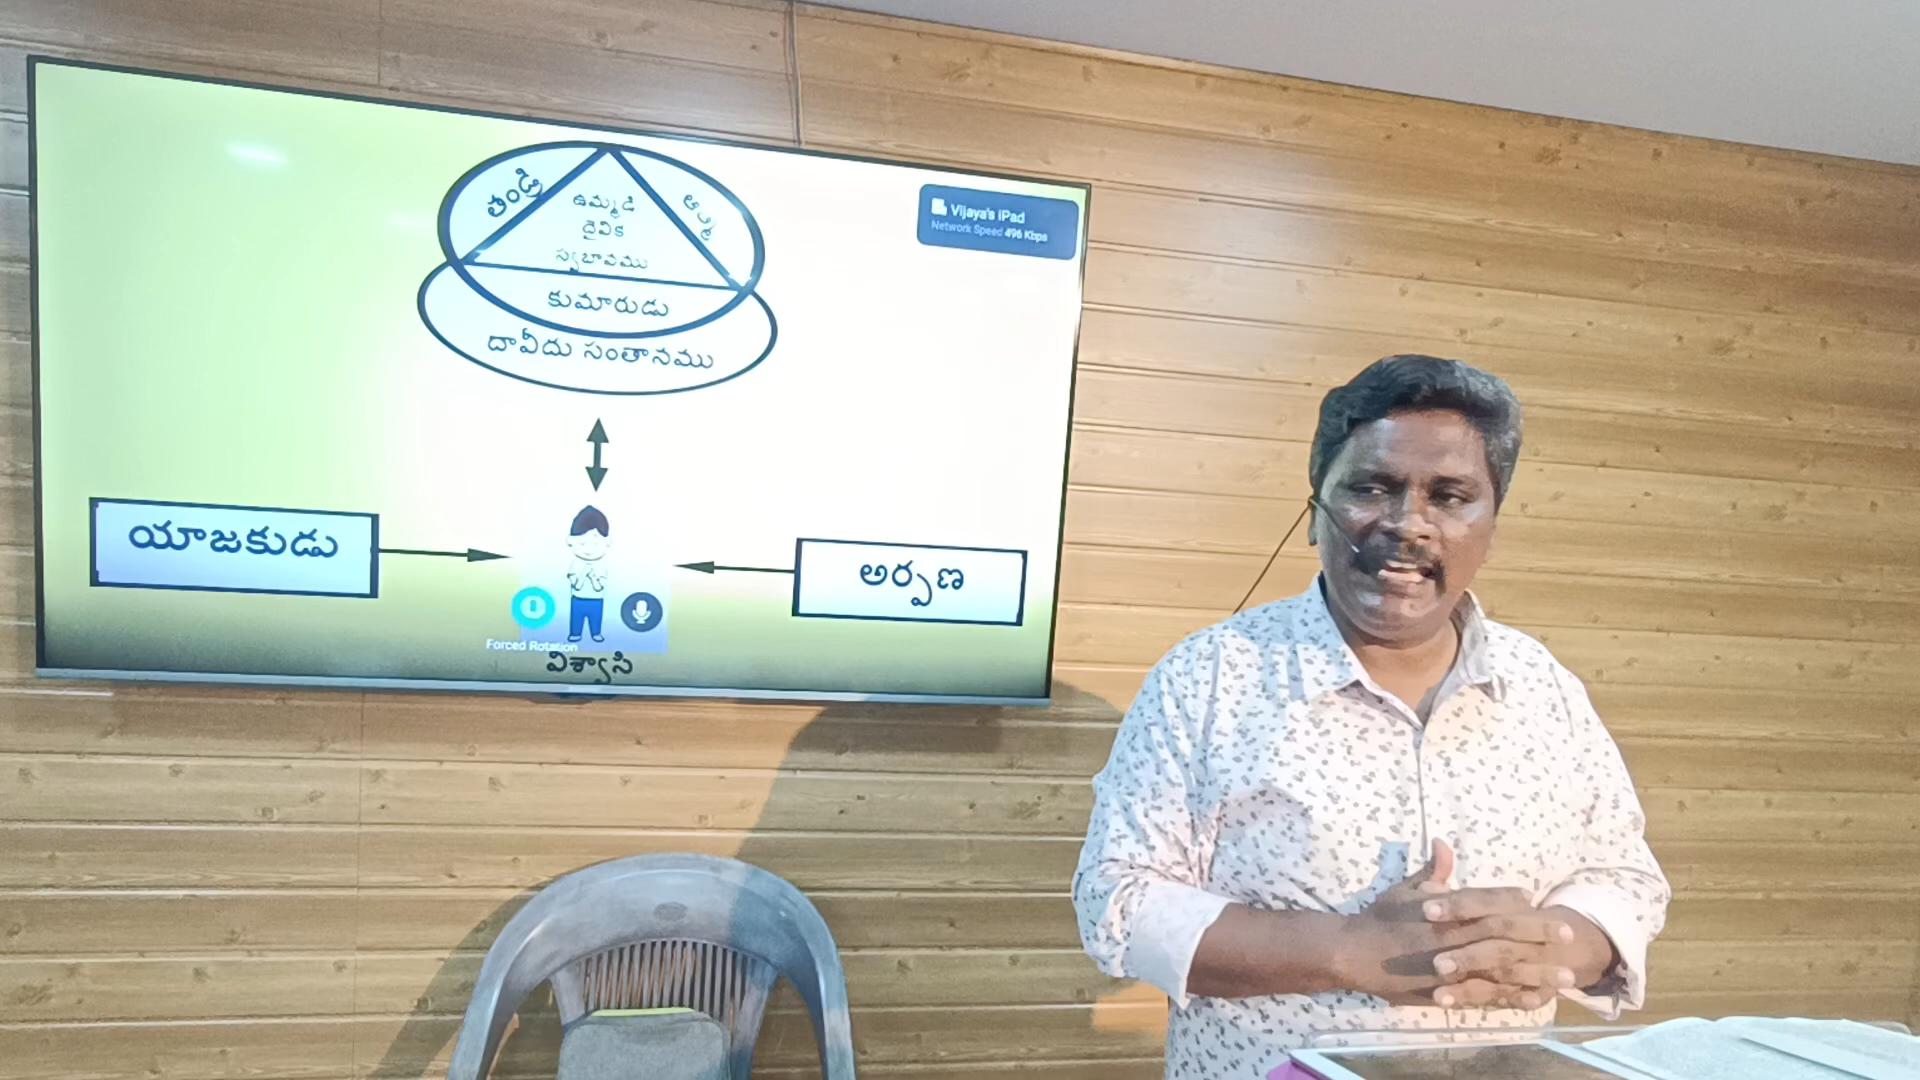 తండ్రి
ఆత్మ
ఉమ్మడి
దైవిక
స్వభావము
కుమారుడు
దావీదు సంతానము
Vijaya's iPad
Network Speed 496 Kbps
యాజకుడు
అర్పణ
Forced Rotation
విశ్వాసి